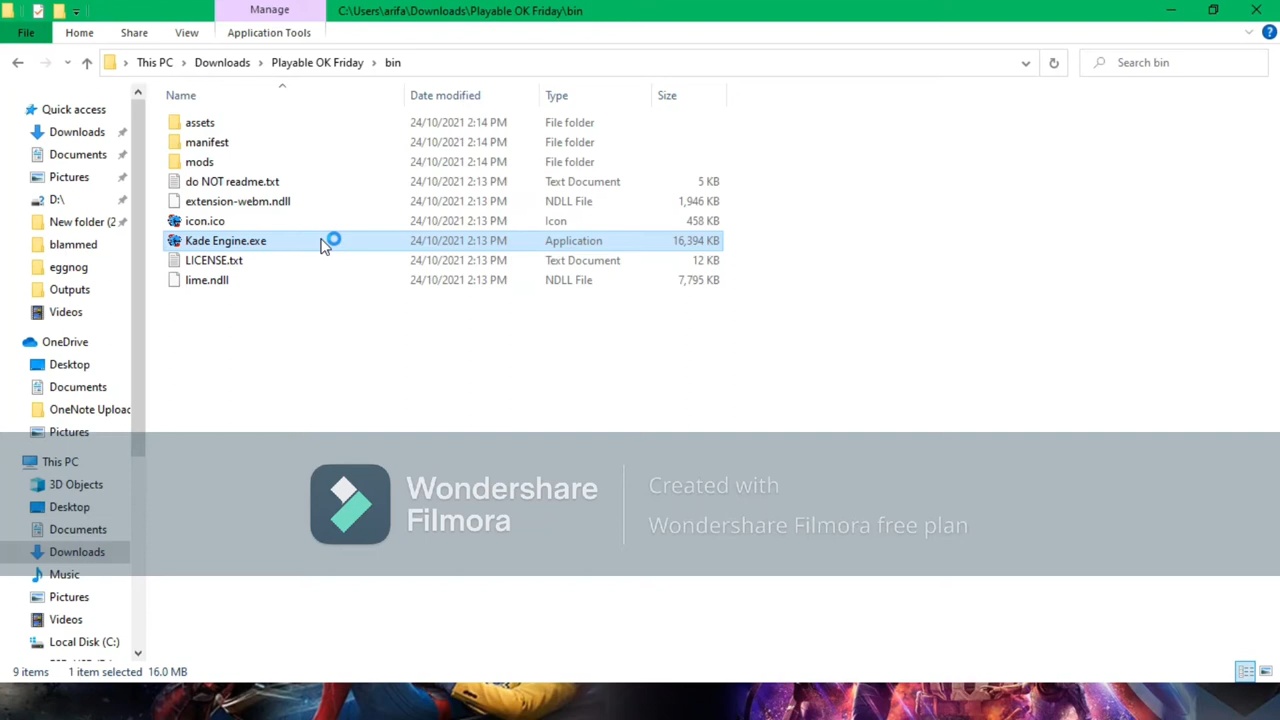 Manage
C:\Users\arifa\Downloads\Playable OK Friday\bin
File
Home
Share
View
Application Tools
This PC
Downloads
Playable OK Friday
bin
Search bin
Name
Date modified
Type
Size
assets 24/10/2021 2:14 PM File folder
manifest 24/10/2021 2:14 PM File folder
mods 24/10/2021 2:14 PM File folder
do NOT readme.txt 24/10/2021 2:13 PM Text Document 5 KB
extension-webm.ndll 24/10/2021 2:13 PM NDLL File 1,946 KB
icon.ico 24/10/2021 2:13 PM Icon 458 KB
Kade Engine.exe 24/10/2021 2:13 PM Application 16,394 KB
LICENSE.txt 24/10/2021 2:13 PM Text Document 12 KB
lime.ndll 24/10/2021 2:13 PM NDLL File 7,795 KB
Quick access
Downloads
Documents
Pictures
D:\
New folder (2
blammed
eggnog
Outputs
Videos
OneDrive
Desktop
Documents
OneNote Uploac
Pictures
This PC
3D Objects
Desktop
Documents
Downloads
Music
Pictures
Videos
Local Disk (C:)
Wondershare
Filmora
Created with
Wondershare Filmora free plan
9 items
1 item selected 16.0 MB